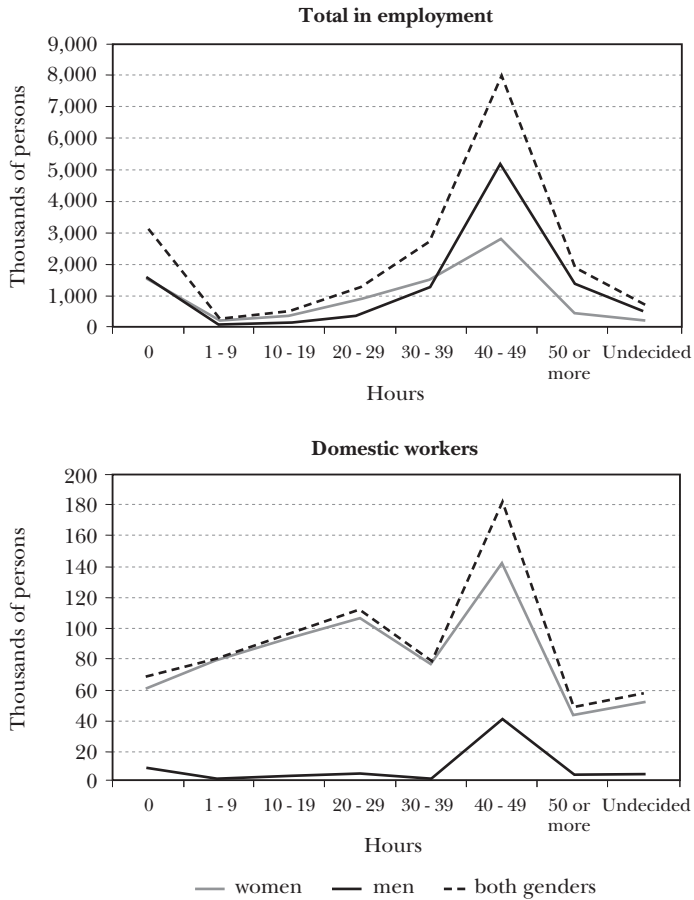 Total in employment
Thousands of persons
9,000
8,000
7,000
6,000
5,000
4,000
3,000
2,000
1,000
0
0 1 - 9 10 - 19 20 - 29 30 - 39 40 - 49 50 or more Undecided
Hours
Domestic workers
Thousands of persons
200
180
160
140
120
100
80
60
40
20
0
0 1 - 9 10 - 19 20 - 29 30 - 39 40 - 49 50 or more Undecided
Hours
women men both genders